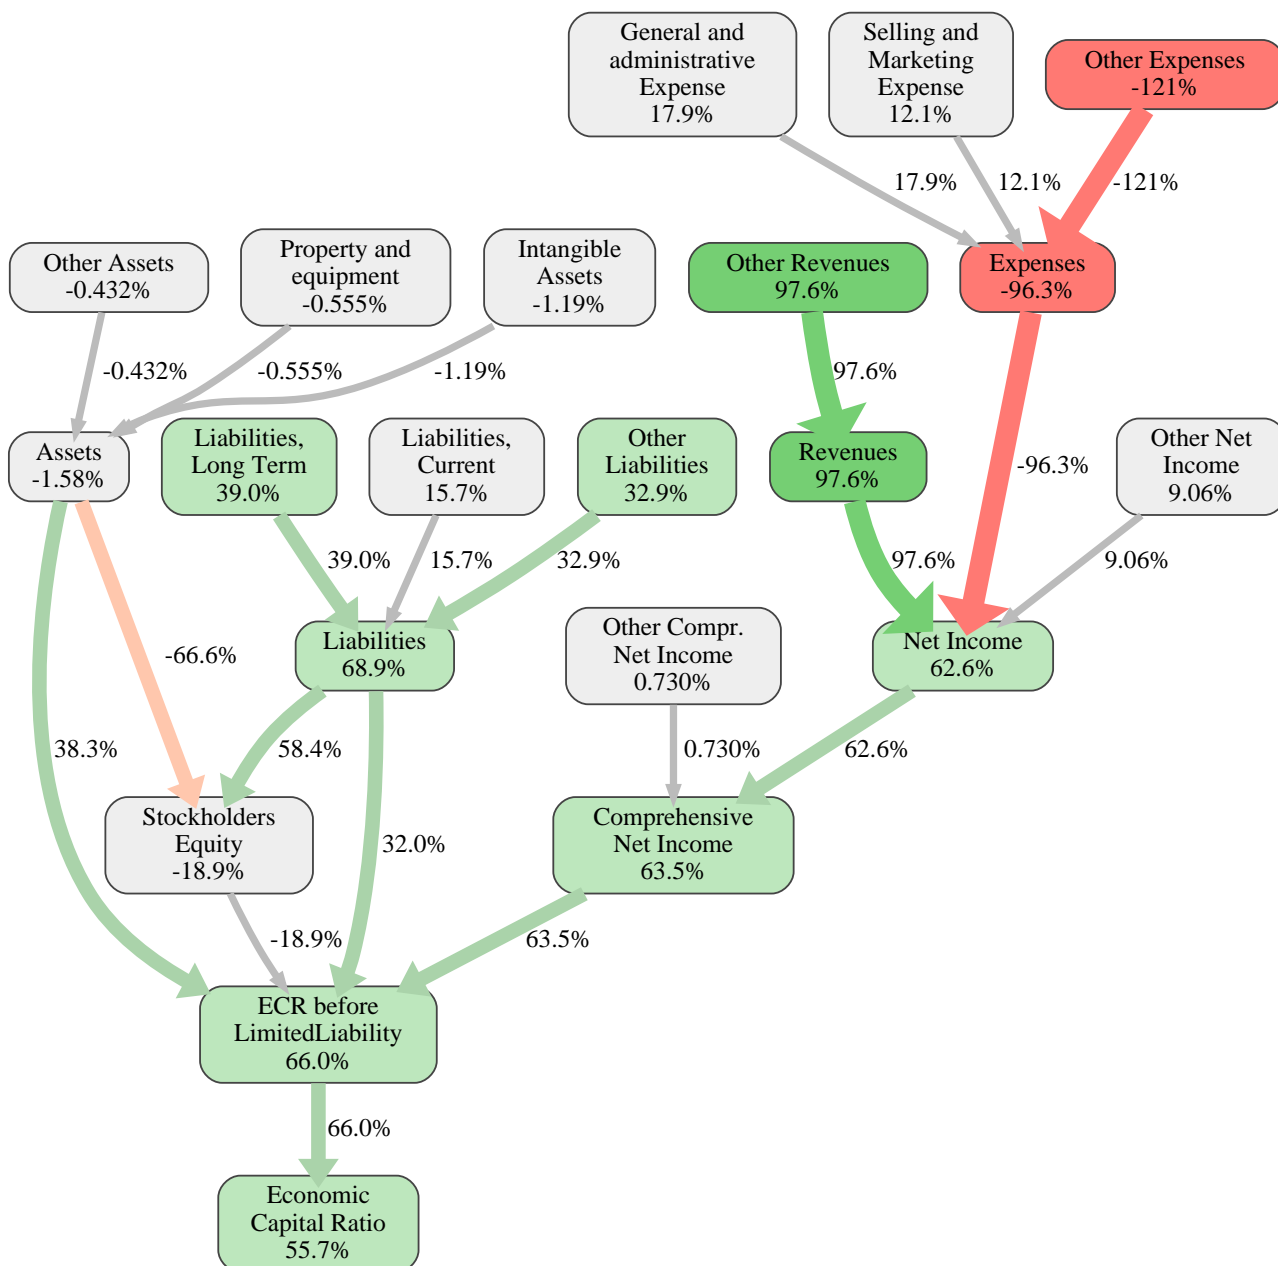 General and
administrative
Expense
17.9%
Selling and
Marketing
Expense
12.1%
Other Expenses
-121%
17.9%
12.1%
-121%
Other Assets
-0.432%
Property and
equipment
-0.555%
Intangible
Assets
-1.19%
Other Revenues
97.6%
Expenses
-96.3%
-0.432%
-0.555%
-1.19%
97.6%
-96.3%
Assets
-1.58%
Liabilities,
Long Term
39.0%
Liabilities,
Current
15.7%
Other
Liabilities
32.9%
Revenues
97.6%
Other Net
Income
9.06%
39.0%
15.7%
32.9%
97.6%
9.06%
-66.6%
Liabilities
68.9%
Other Compr.
Net Income
0.730%
Net Income
62.6%
38.3%
58.4%
0.730%
62.6%
Stockholders
Equity
-18.9%
32.0%
Comprehensive
Net Income
63.5%
-18.9%
63.5%
ECR before
LimitedLiability
66.0%
66.0%
Economic
Capital Ratio
55.7%